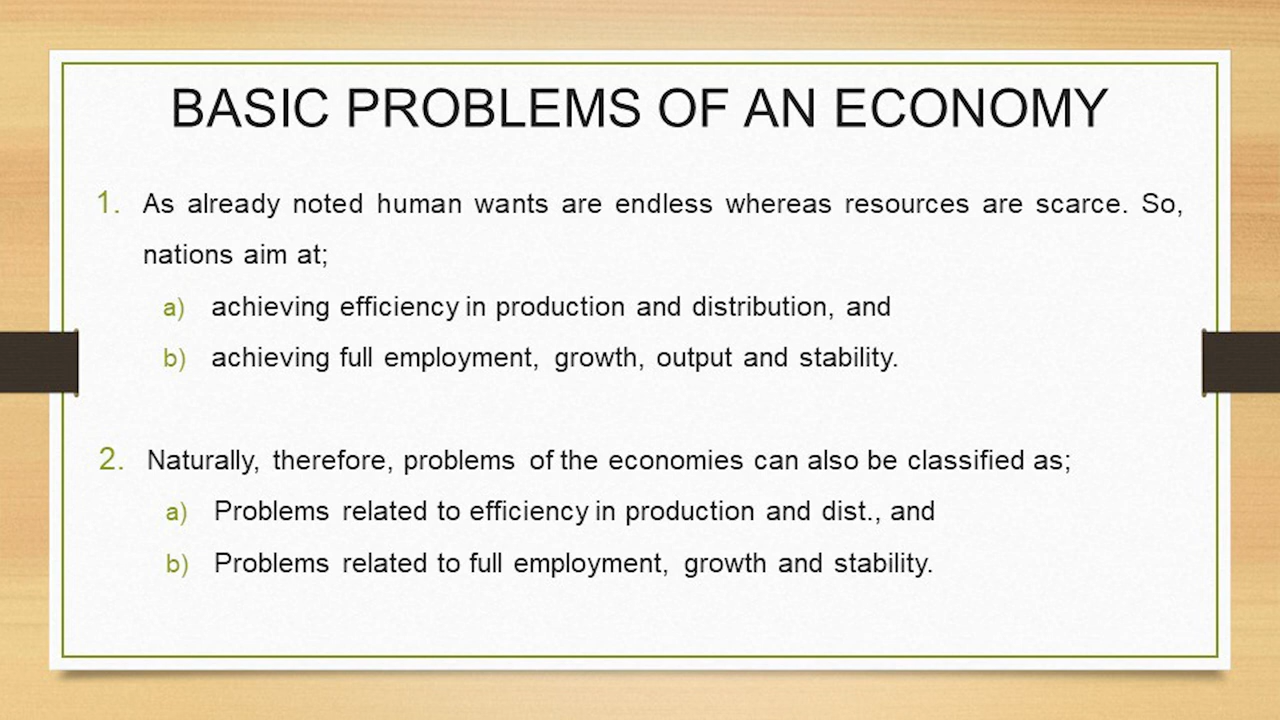 BASIC PROBLEMS OF AN ECONOMY
1. As already noted human wants are endless whereas resources are scarce. So,
nations aim at;
a) achieving efficiency in production and distribution, and
b) achieving full employment, growth, output and stability.
2. Naturally, therefore, problems of the economies can also be classified as;
a) Problems related to efficiency in production and dist., and
b) Problems related to full employment, growth and stability.